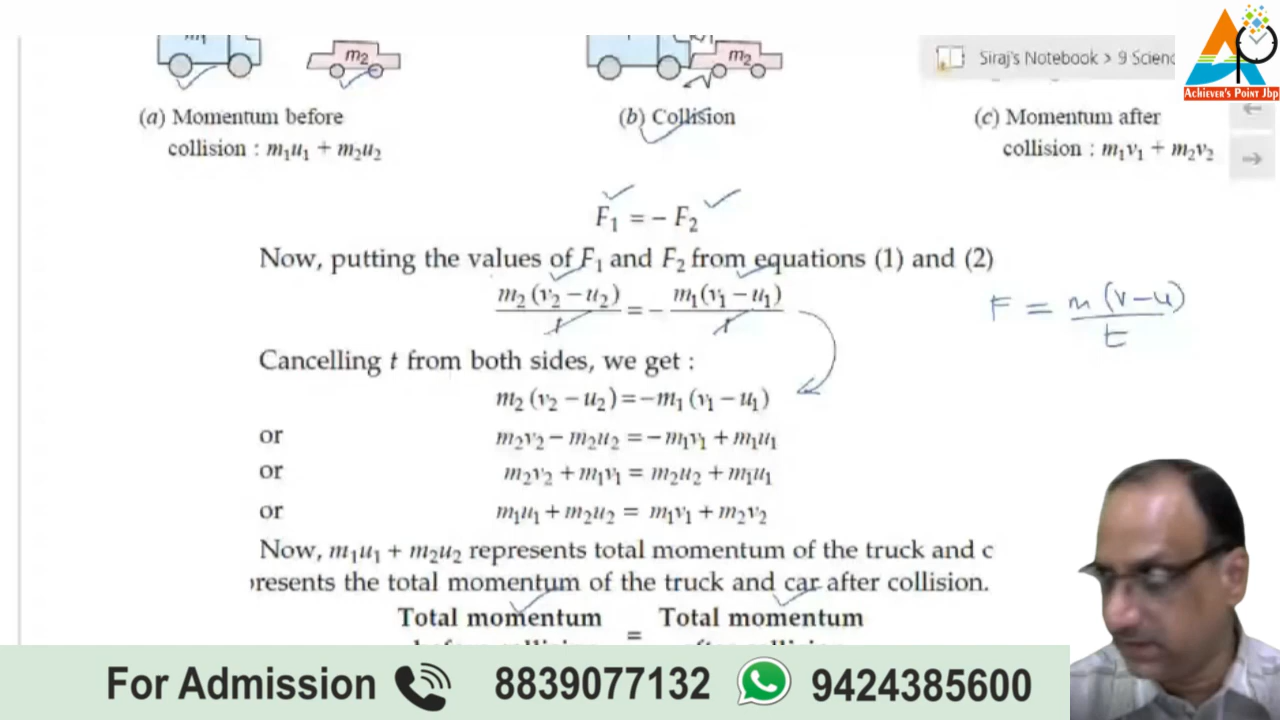 m1
m2
m2
Siraj's Notebook > 9 Scienc
ACHIEVER'S POINT JBP
(a) Momentum before
collision : m₁u₁ + m₂u₂
(b) Collision
(c) Momentum after
collision : m₁v₁ + m₂v₂
F₁ = – F₂
Now, putting the values of F₁ and F₂ from equations (1) and (2)
m₂ (v₂ – u₂) / t = – m₁(v₁ – u₁) / t
F = m (v – u) / t
Cancelling t from both sides, we get :
m₂ (v₂ – u₂) = –m₁ (v₁ – u₁)
or m₂v₂ – m₂u₂ = –m₁v₁ + m₁u₁
or m₂v₂ + m₁v₁ = m₂u₂ + m₁u₁
or m₁u₁ + m₂u₂ = m₁v₁ + m₂v₂
Now, m₁u₁ + m₂u₂ represents total momentum of the truck and c
presents the total momentum of the truck and car after collision.
Total momentum = Total momentum
For Admission 8839077132 9424385600